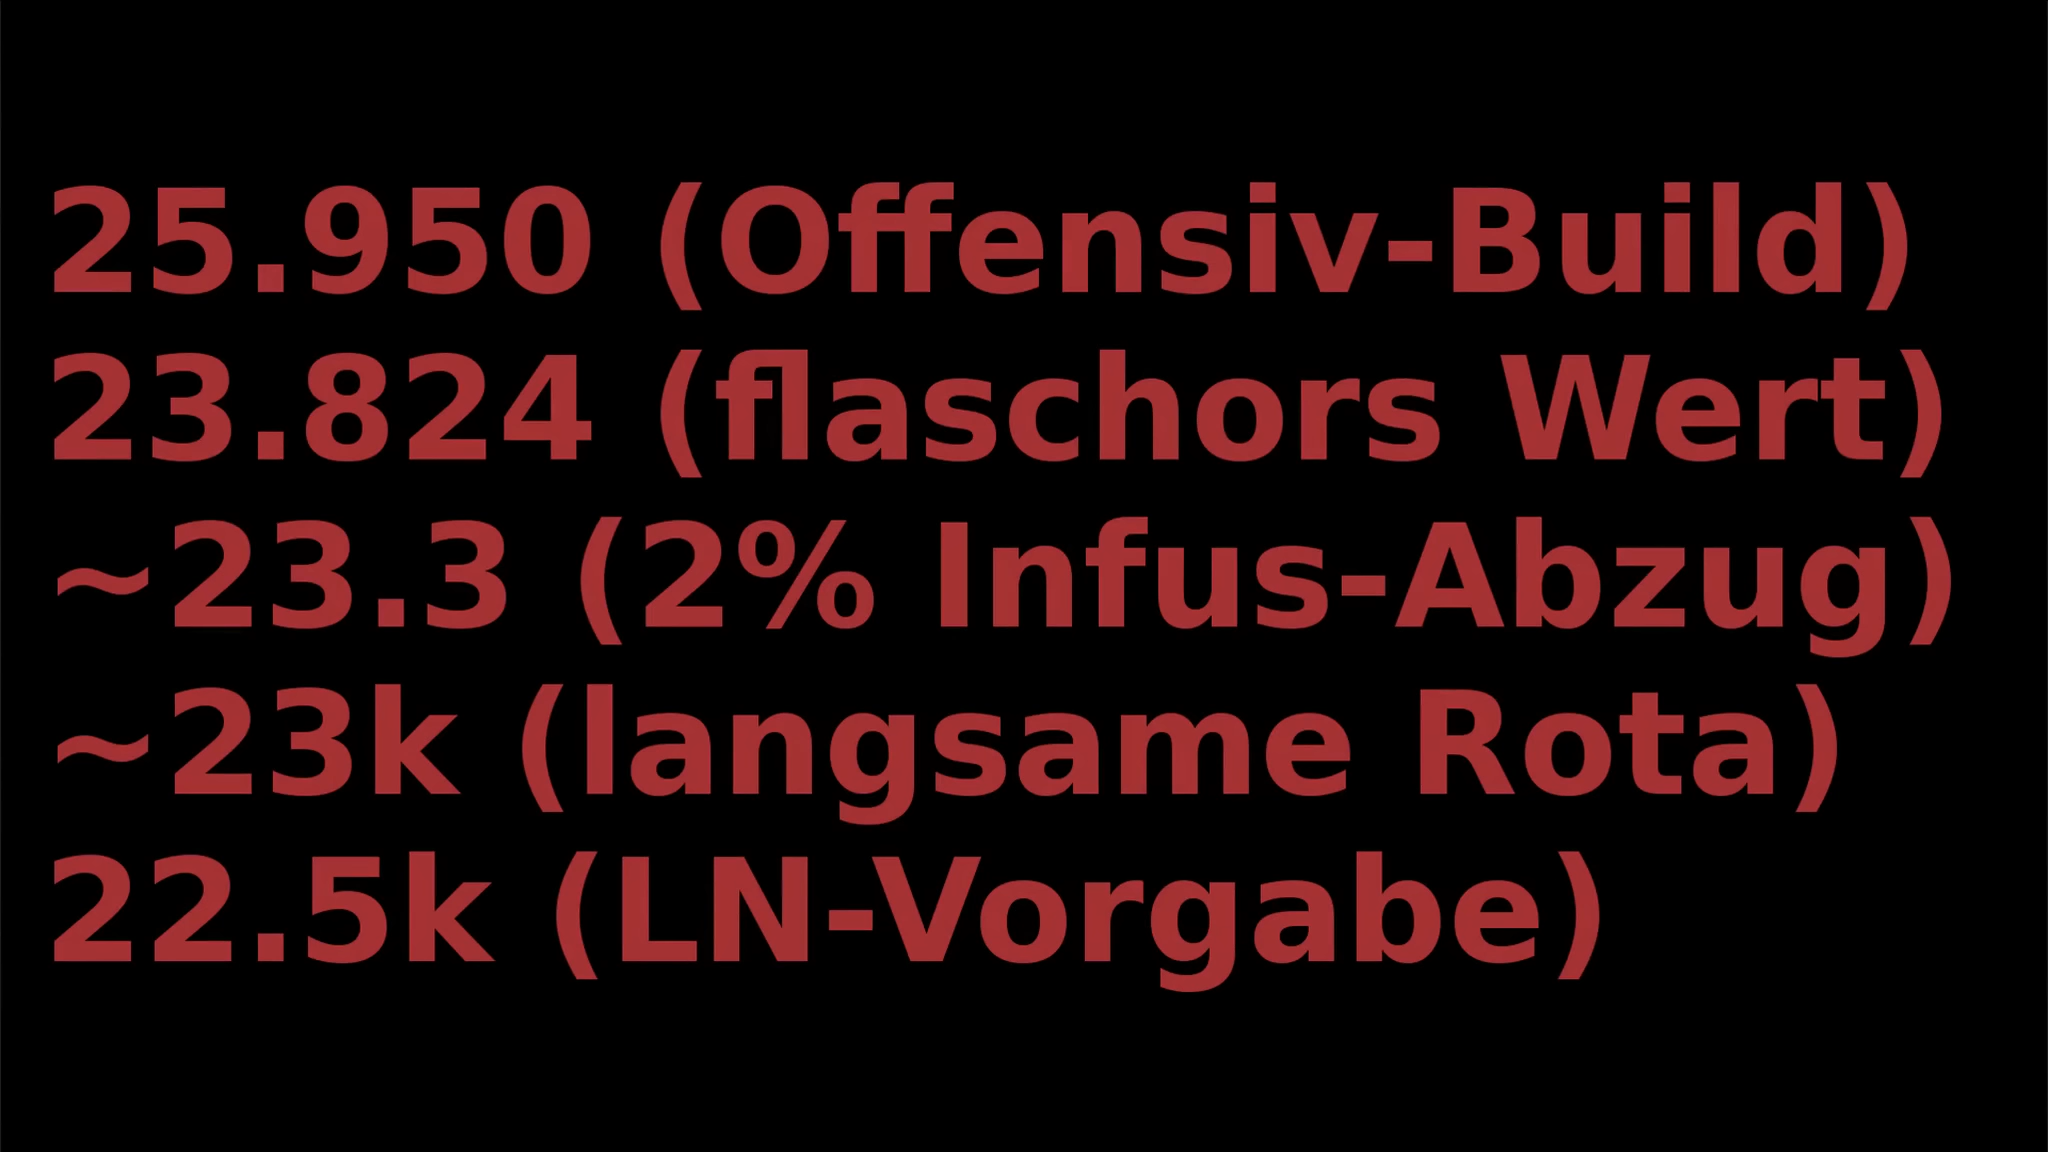 25.950 (Offensiv-Build)
23.824 (flaschors Wert)
~23.3 (2% Infus-Abzug)
~23k (langsame Rota)
22.5k (LN-Vorgabe)